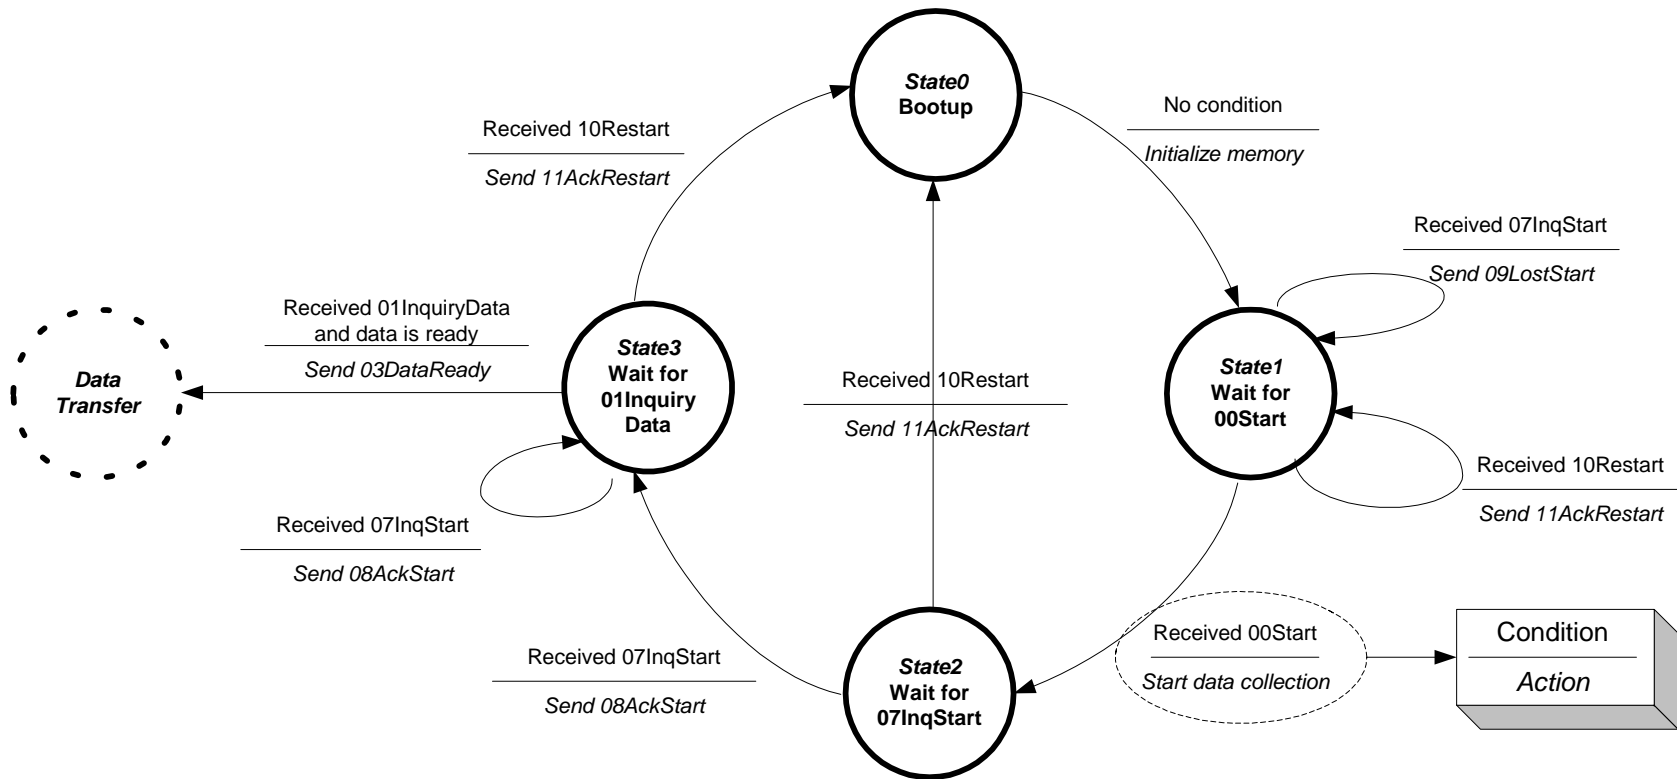 State0
Bootup
No condition
Initialize memory
Received 10Restart
Send 11AckRestart
Received 07InqStart
Send 09LostStart
Received 01InquiryData
and data is ready
Send 03DataReady
Data
Transfer
State3
Wait for
01Inquiry
Data
Received 10Restart
Send 11AckRestart
State1
Wait for
00Start
Received 10Restart
Send 11AckRestart
Received 07InqStart
Send 08AckStart
Received 07InqStart
Send 08AckStart
State2
Wait for
07InqStart
Received 00Start
Start data collection
Condition
Action